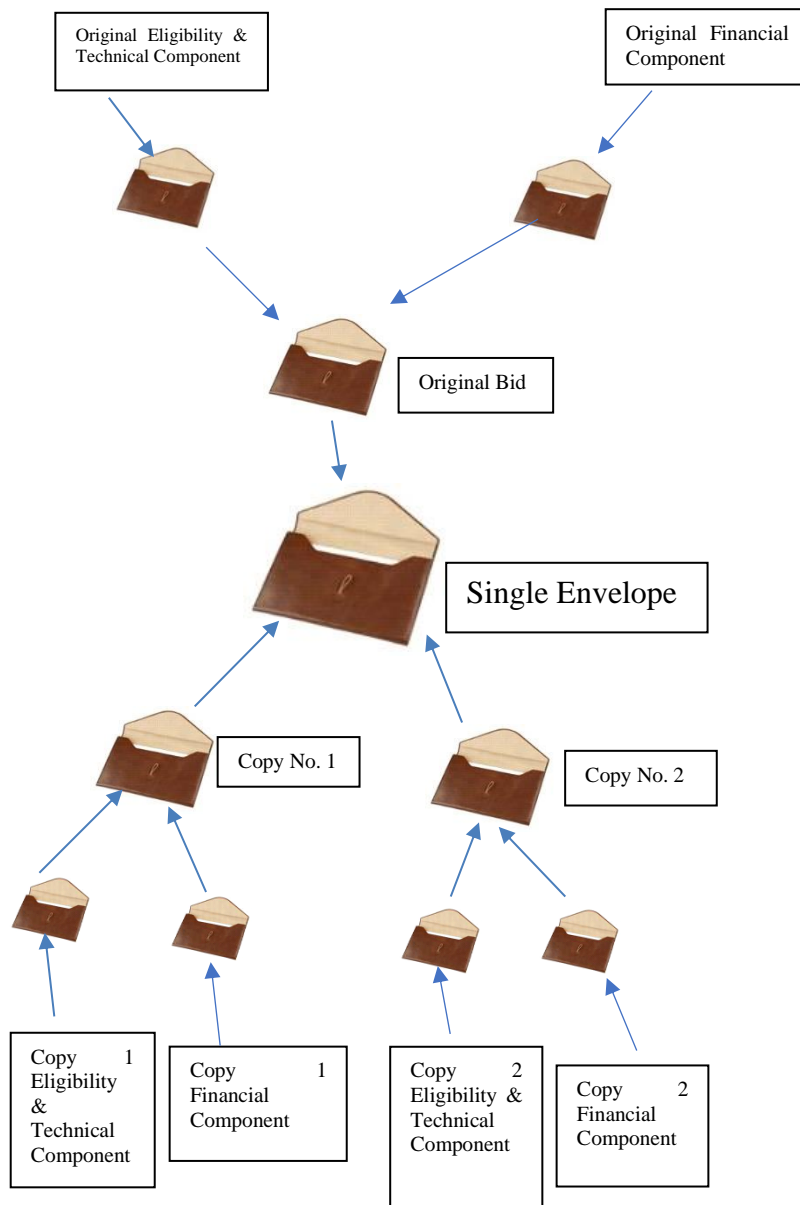 Original Eligibility &
Technical Component
Original Financial
Component
Original Bid
Single Envelope
Copy No. 1
Copy No. 2
Copy 1
Eligibility
&
Technical
Component
Copy 1
Financial
Component
Copy 2
Eligibility &
Technical
Component
Copy 2
Financial
Component